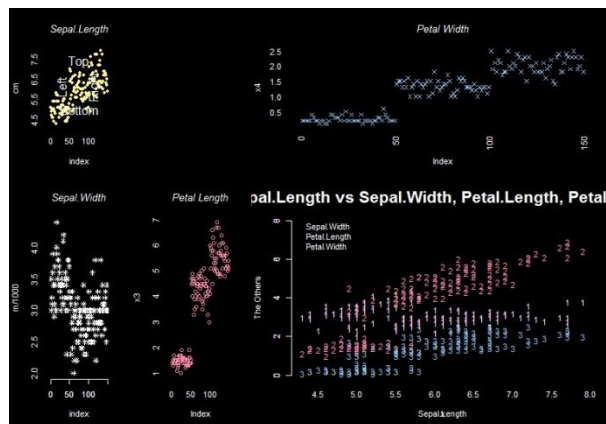 Sepal.Length
Petal Width
7.5
6.5
5.5
4.5
cm
Top
Left
Bottom
0 50 100
index
2.5
2.0
1.5
1.0
0.5
x4
0 50 100 150
Index
Sepal.Width
Petal Length
pal.Length vs Sepal.Width, Petal.Length, Petal
4.0
3.5
3.0
2.5
2.0
m/1000
0 50 100
index
7
6
5
4
3
2
1
x3
0 50 100
Index
8
6
4
2
0
The Others
Sepal.Width
Petal.Length
Petal.Width
4.5 5.0 5.5 6.0 6.5 7.0 7.5 8.0
Sepal.Length